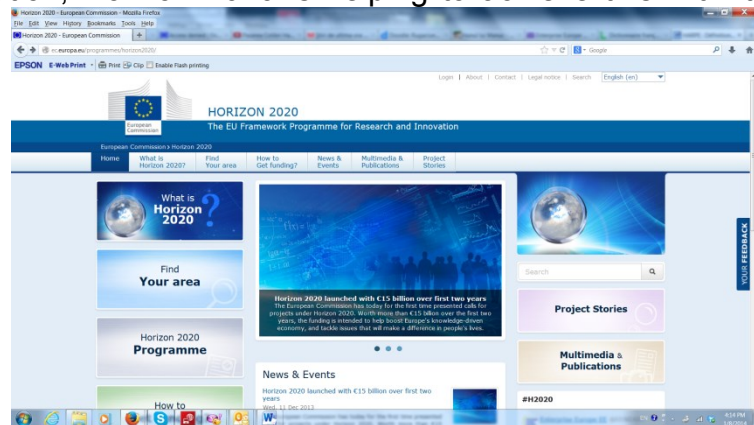 Horizon 2020 - European Commission - Mozilla Firefox
File Edit View History Bookmarks Tools Help
Horizon 2020 - European Commission
ec.europa.eu/programmes/horizon2020/
Google
EPSON E-Web Print Print Clip Enable Flash printing
Login | About | Contact | Legal notice | Search English (en)
European
Commission
HORIZON 2020
The EU Framework Programme for Research and Innovation
European Commission > Horizon 2020
Home
What is
Horizon 2020?
Find
Your area
How to
Get funding?
News &
Events
Multimedia &
Publications
Project
Stories
What is
Horizon
2020
?
Find
Your area
Horizon 2020
Programme
How to
Horizon 2020 launched with €15 billion over first two years
The European Commission has today for the first time presented calls for
projects under Horizon 2020. Worth more than €15 billion over the first two
years, the funding is intended to help boost Europe's knowledge-driven
economy, and tackle issues that will make a difference in people's lives.
News & Events
Horizon 2020 launched with €15 billion over first two
years
Wed, 11 Dec 2013
Search
Project Stories
Multimedia &
Publications
#H2020
YOUR FEEDBACK
4:14 PM